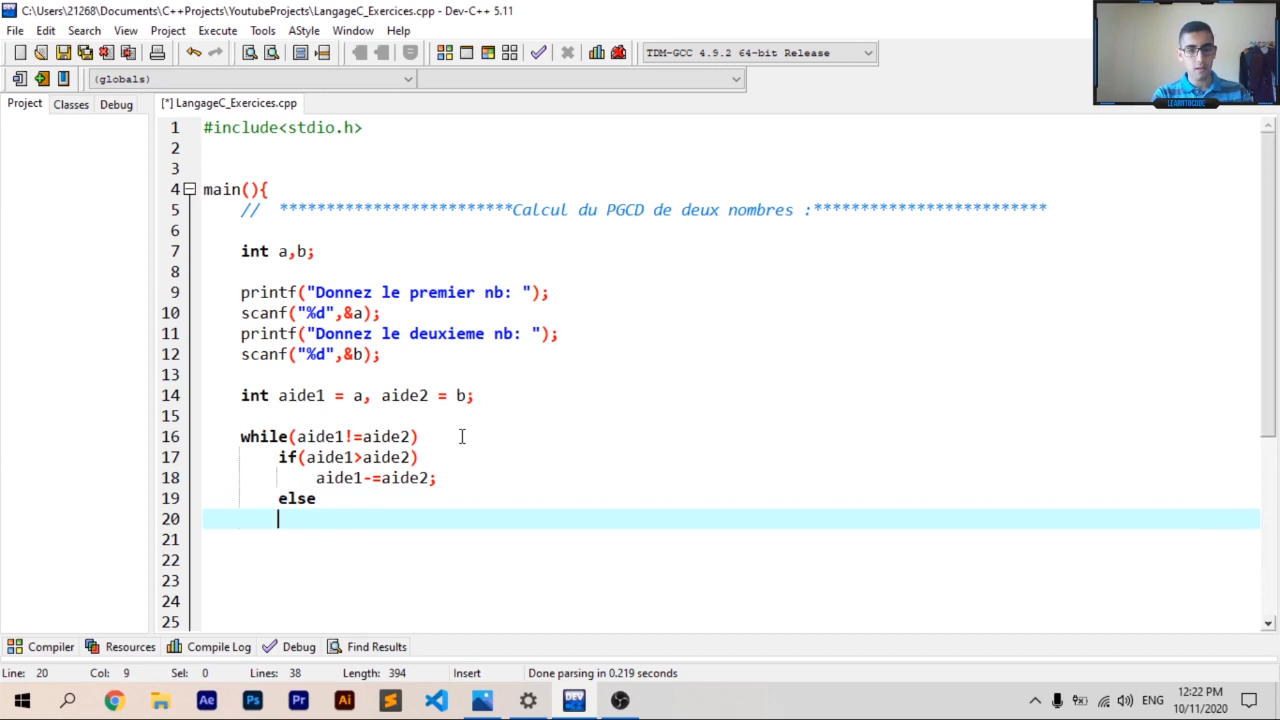 C:\Users\21268\Documents\C++Projects\YoutubeProjects\LangageC_Exercices.cpp - Dev-C++ 5.11
File Edit Search View Project Execute Tools AStyle Window Help
TDM-GCC 4.9.2 64-bit Release
(globals)
Project Classes Debug [*] LangageC_Exercices.cpp
LEARNTOCODE
1 #include<stdio.h>
2
3
4 main(){
5 // *************************Calcul du PGCD de deux nombres :*************************
6
7 int a,b;
8
9 printf("Donnez le premier nb: ");
10 scanf("%d",&a);
11 printf("Donnez le deuxieme nb: ");
12 scanf("%d",&b);
13
14 int aide1 = a, aide2 = b;
15
16 while(aide1!=aide2)
17 if(aide1>aide2)
18 aide1-=aide2;
19 else
20
21
22
23
24
25
Compiler Resources Compile Log Debug Find Results
Line: 20 Col: 9 Sel: 0 Lines: 38 Length: 394 Insert Done parsing in 0.219 seconds
Ae Ps Pr Ai DEV ENG 12:22 PM
10/11/2020